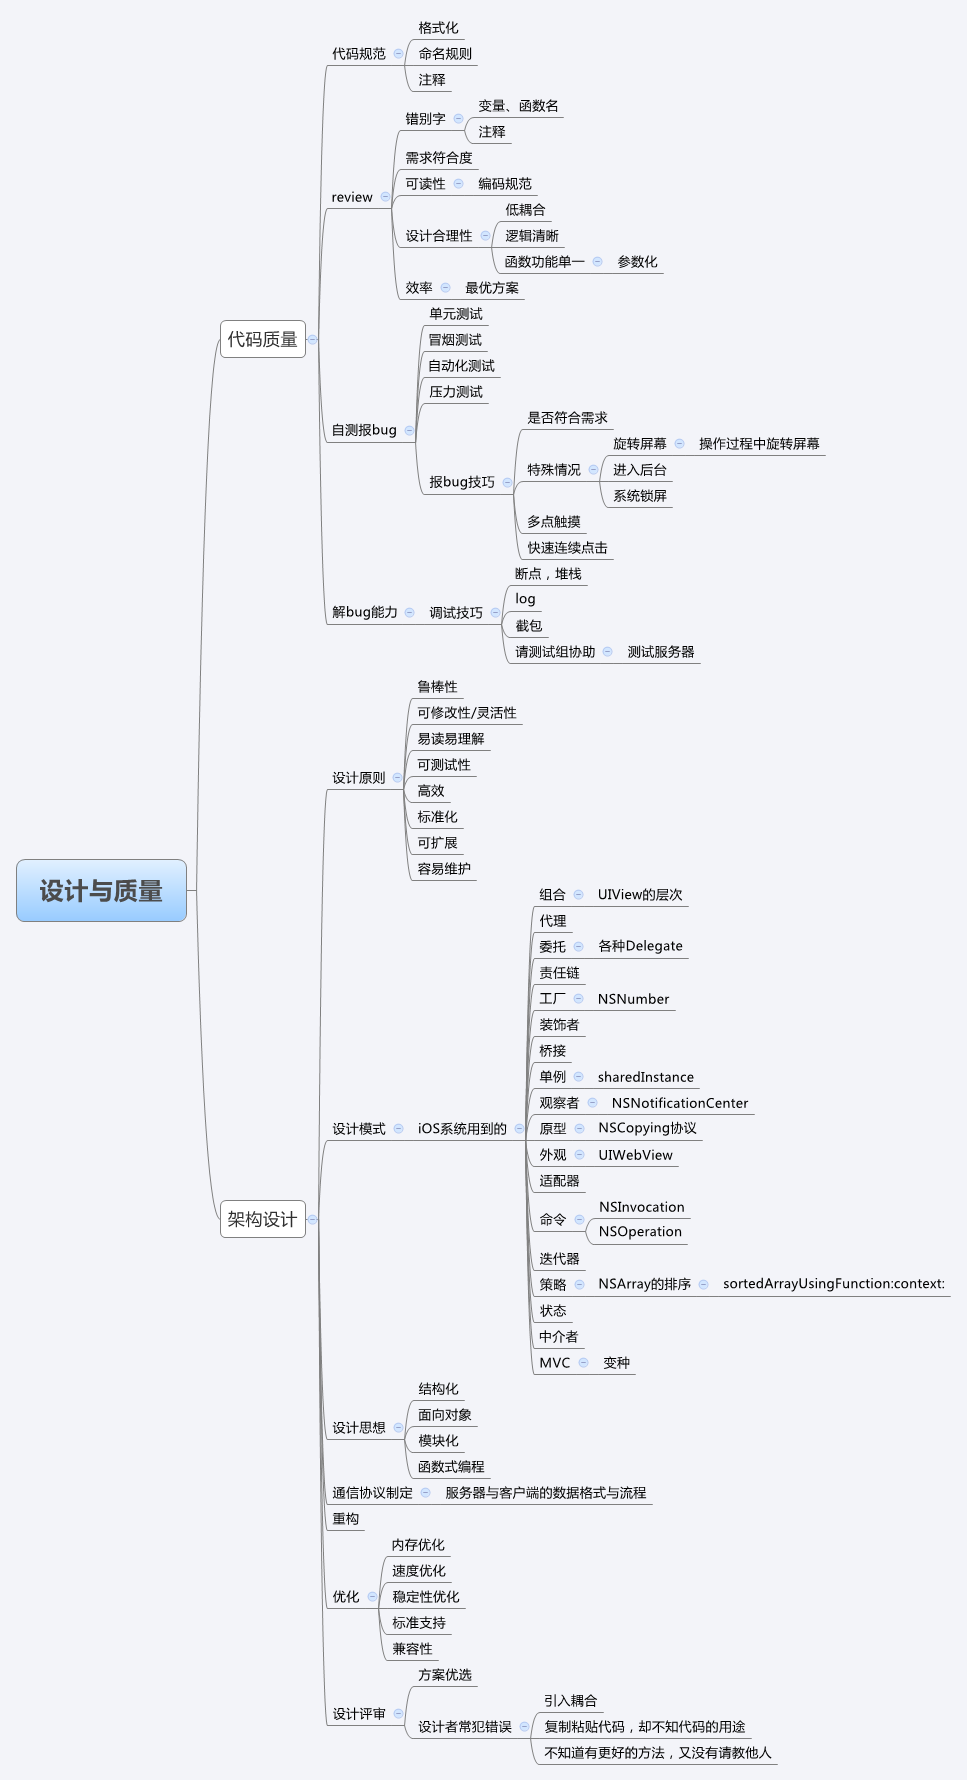 格式化
代码规范
命名规则
注释
变量、函数名
错别字
注释
需求符合度
可读性
编码规范
review
低耦合
设计合理性
逻辑清晰
函数功能单一
参数化
效率
最优方案
单元测试
代码质量
冒烟测试
自动化测试
压力测试
是否符合需求
自测报bug
旋转屏幕
操作过程中旋转屏幕
特殊情况
进入后台
报bug技巧
系统锁屏
多点触摸
快速连续点击
断点，堆栈
log
解bug能力
调试技巧
截包
请测试组协助
测试服务器
鲁棒性
可修改性/灵活性
易读易理解
可测试性
设计原则
高效
标准化
可扩展
容易维护
设计与质量
组合
UIView的层次
代理
委托
各种Delegate
责任链
工厂
NSNumber
装饰者
桥接
单例
sharedInstance
观察者
NSNotificationCenter
设计模式
iOS系统用到的
原型
NSCopying协议
外观
UIWebView
适配器
架构设计
命令
NSInvocation
NSOperation
迭代器
策略
NSArray的排序
sortedArrayUsingFunction:context:
状态
中介者
MVC
变种
结构化
设计思想
面向对象
模块化
函数式编程
通信协议制定
服务器与客户端的数据格式与流程
重构
内存优化
速度优化
优化
稳定性优化
标准支持
兼容性
方案优选
设计评审
引入耦合
设计者常犯错误
复制粘贴代码，却不知代码的用途
不知道有更好的方法，又没有请教他人